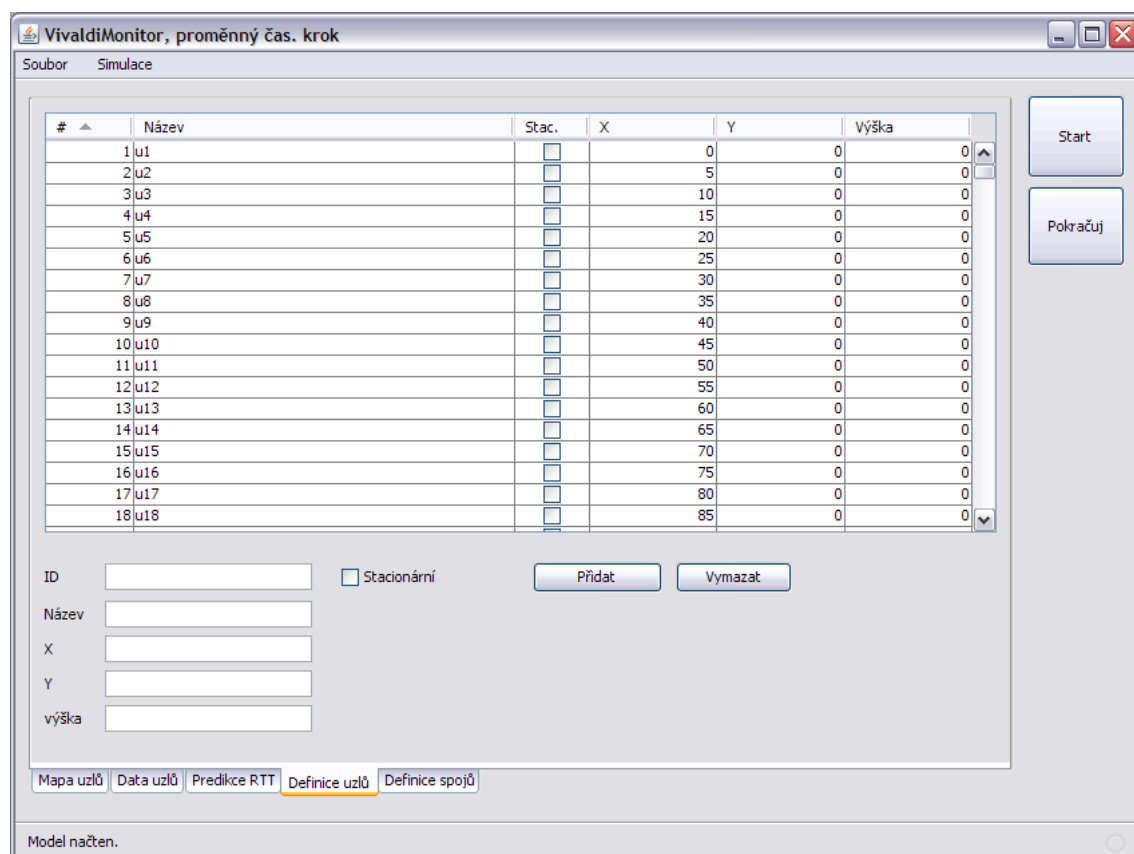 VivaldiMonitor, proměnný čas. krok
Soubor Simulace
# Název Stac. X Y Výška
1 u1 0 0 0
2 u2 5 0 0
3 u3 10 0 0
4 u4 15 0 0
5 u5 20 0 0
6 u6 25 0 0
7 u7 30 0 0
8 u8 35 0 0
9 u9 40 0 0
10 u10 45 0 0
11 u11 50 0 0
12 u12 55 0 0
13 u13 60 0 0
14 u14 65 0 0
15 u15 70 0 0
16 u16 75 0 0
17 u17 80 0 0
18 u18 85 0 0
Start
Pokračuj
ID Stacionární Přidat Vymazat
Název
X
Y
výška
Mapa uzlů Data uzlů Predikce RTT Definice uzlů Definice spojů
Model načten.